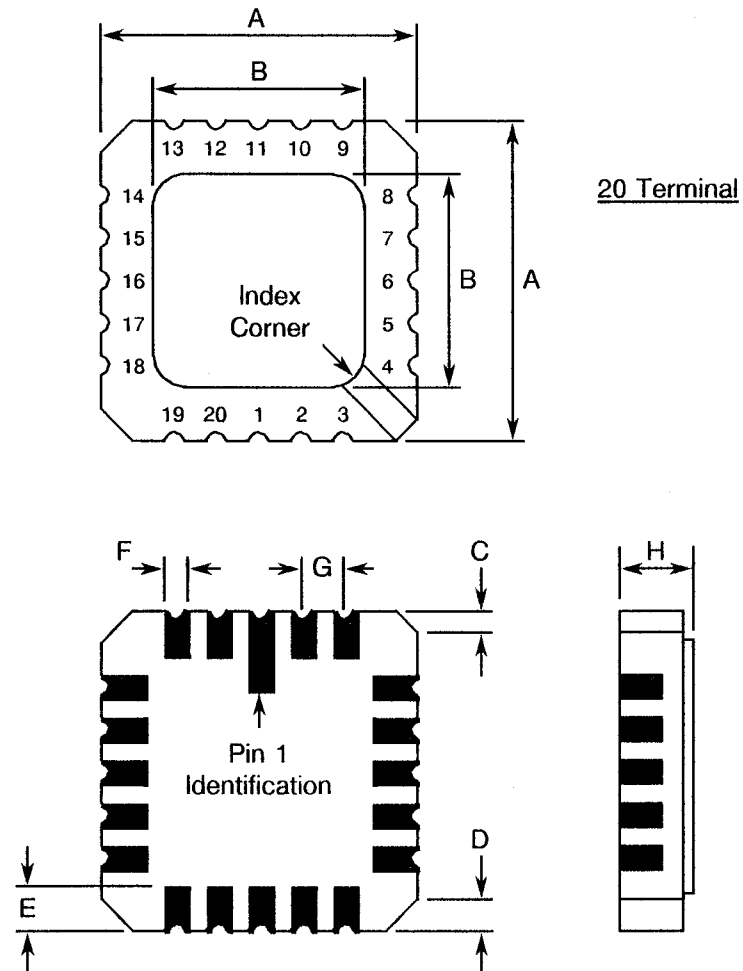 A
B
13 12 11 10 9
20 Terminal
14 8
15 7
16 6
17 5
18 4
Index
Corner
B
A
19 20 1 2 3
F
G
C
H
Pin 1
Identification
D
E